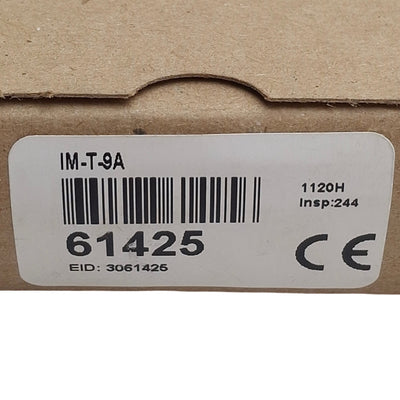 IM-T-9A
1120H
Insp:244
61425
EID: 3061425
CE